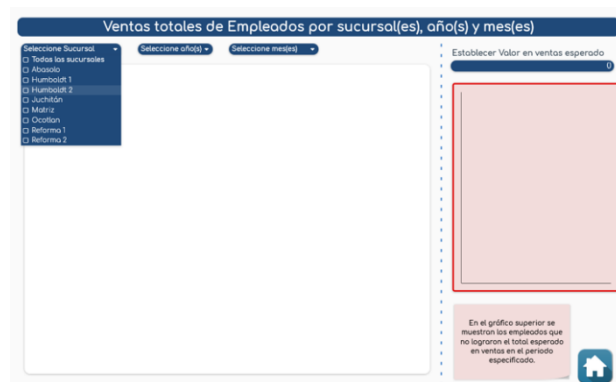 Ventas totales de Empleados por sucursal(es), año(s) y mes(es)
Seleccione Sucursal
Seleccione año(s)
Seleccione mes(es)
Todas las sucursales
Abasolo
Humboldt 1
Humboldt 2
Juchitán
Matriz
Ocotlan
Reforma 1
Reforma 2
Establecer Valor en ventas esperado
0
En el gráfico superior se
muestran los empleados que
no lograron el total esperado
en ventas en el periodo
especificado.